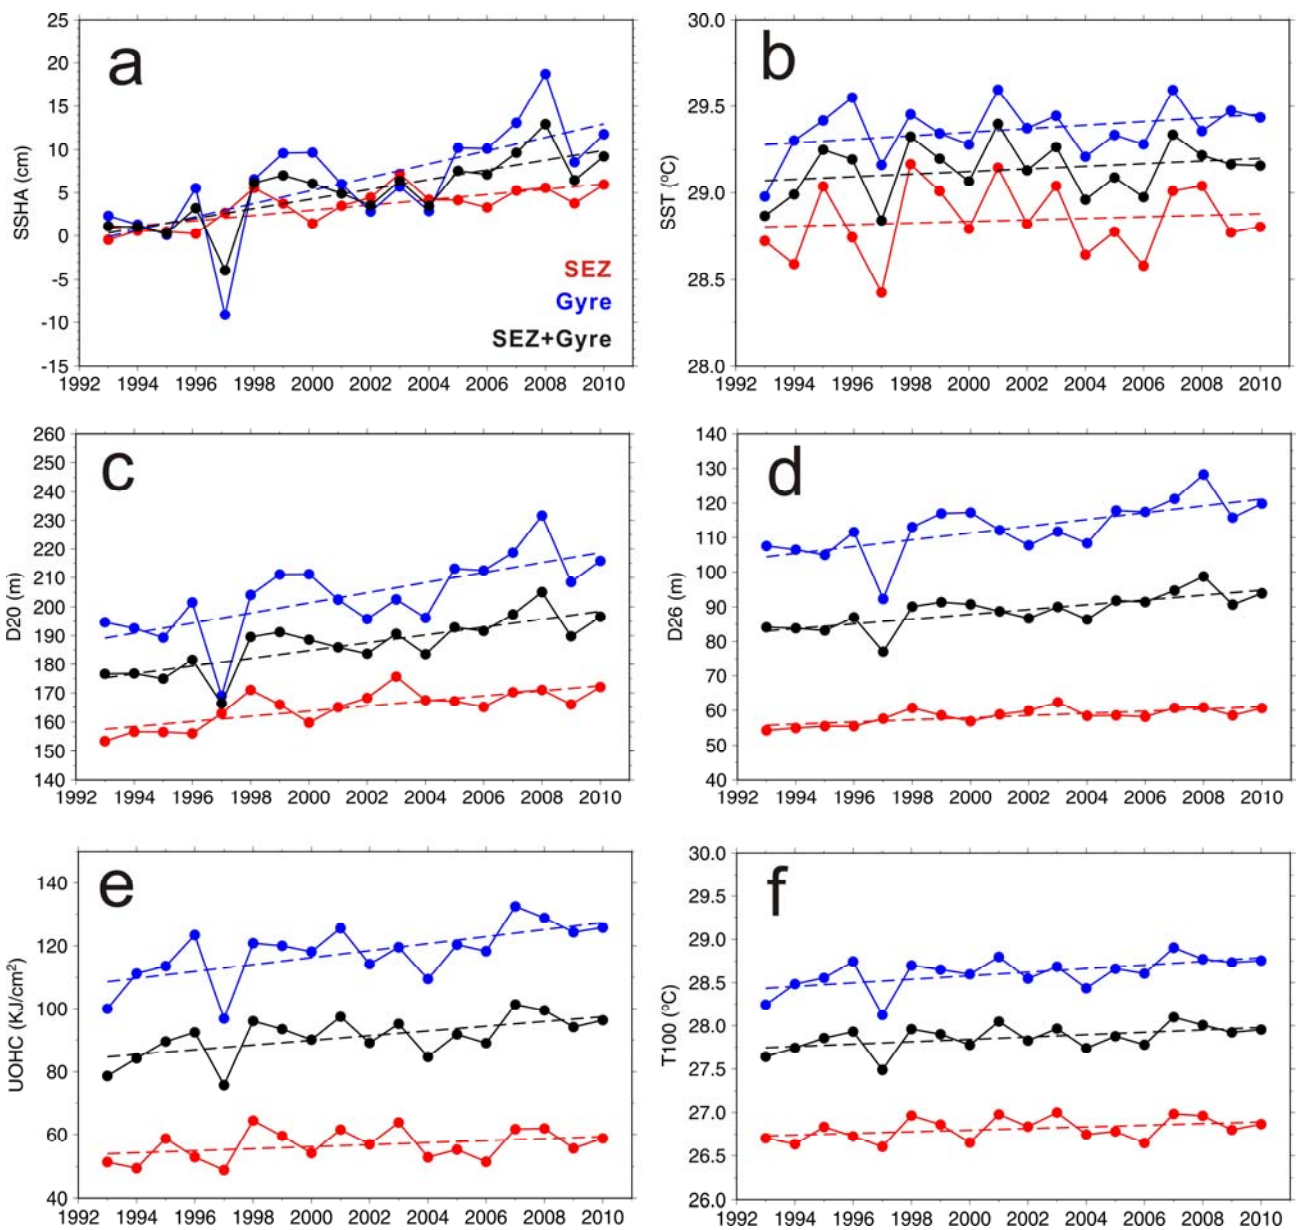 a
SSHA (cm)
25
20
15
10
5
0
-5
-10
-15
SEZ
Gyre
SEZ+Gyre
1992 1994 1996 1998 2000 2002 2004 2006 2008 2010
b
SST (°C)
30.0
29.5
29.0
28.5
28.0
1992 1994 1996 1998 2000 2002 2004 2006 2008 2010
c
D20 (m)
260
250
240
230
220
210
200
190
180
170
160
150
140
1992 1994 1996 1998 2000 2002 2004 2006 2008 2010
d
D26 (m)
140
130
120
110
100
90
80
70
60
50
40
1992 1994 1996 1998 2000 2002 2004 2006 2008 2010
e
UOHC (KJ/cm²)
140
120
100
80
60
40
1992 1994 1996 1998 2000 2002 2004 2006 2008 2010
f
T100 (°C)
30.0
29.5
29.0
28.5
28.0
27.5
27.0
26.5
26.0
1992 1994 1996 1998 2000 2002 2004 2006 2008 2010